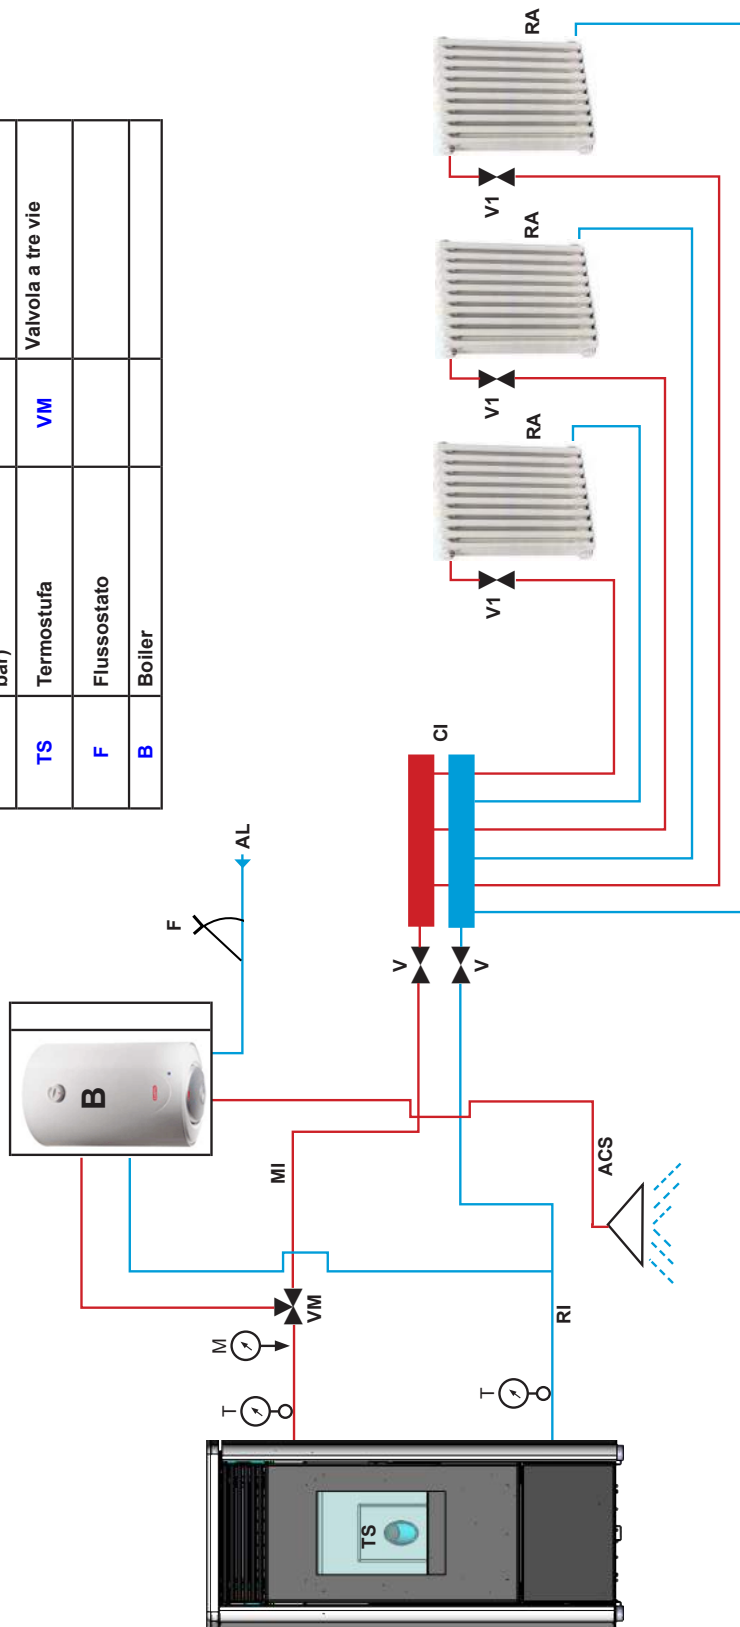 bar)
TS Termostufa VM Valvola a tre vie
F Flussostato
B Boiler
F
AL
B
MI
VM
M
T
T
RI
TS
ACS
V
V
CI
V1
RA
V1
RA
V1
RA